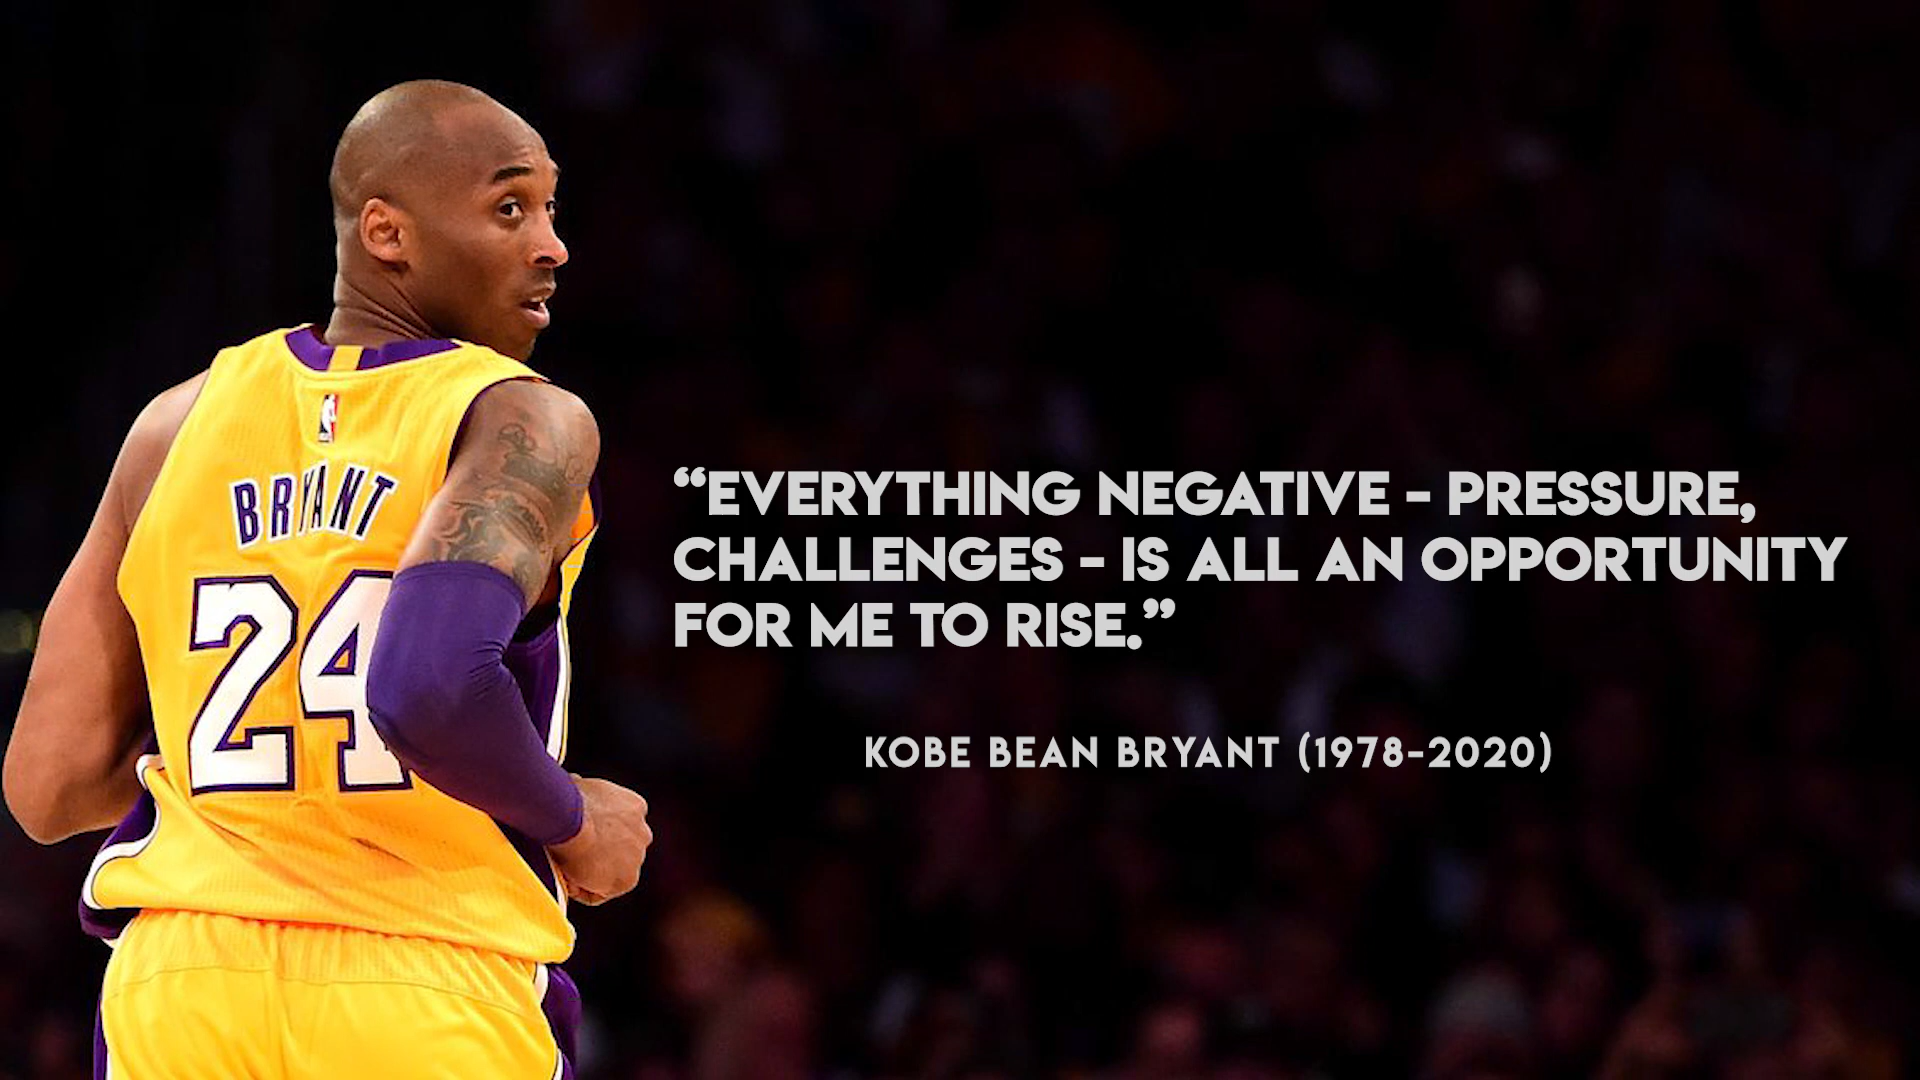 BRYANT
24
“EVERYTHING NEGATIVE - PRESSURE,
CHALLENGES - IS ALL AN OPPORTUNITY
FOR ME TO RISE.”
KOBE BEAN BRYANT (1978-2020)